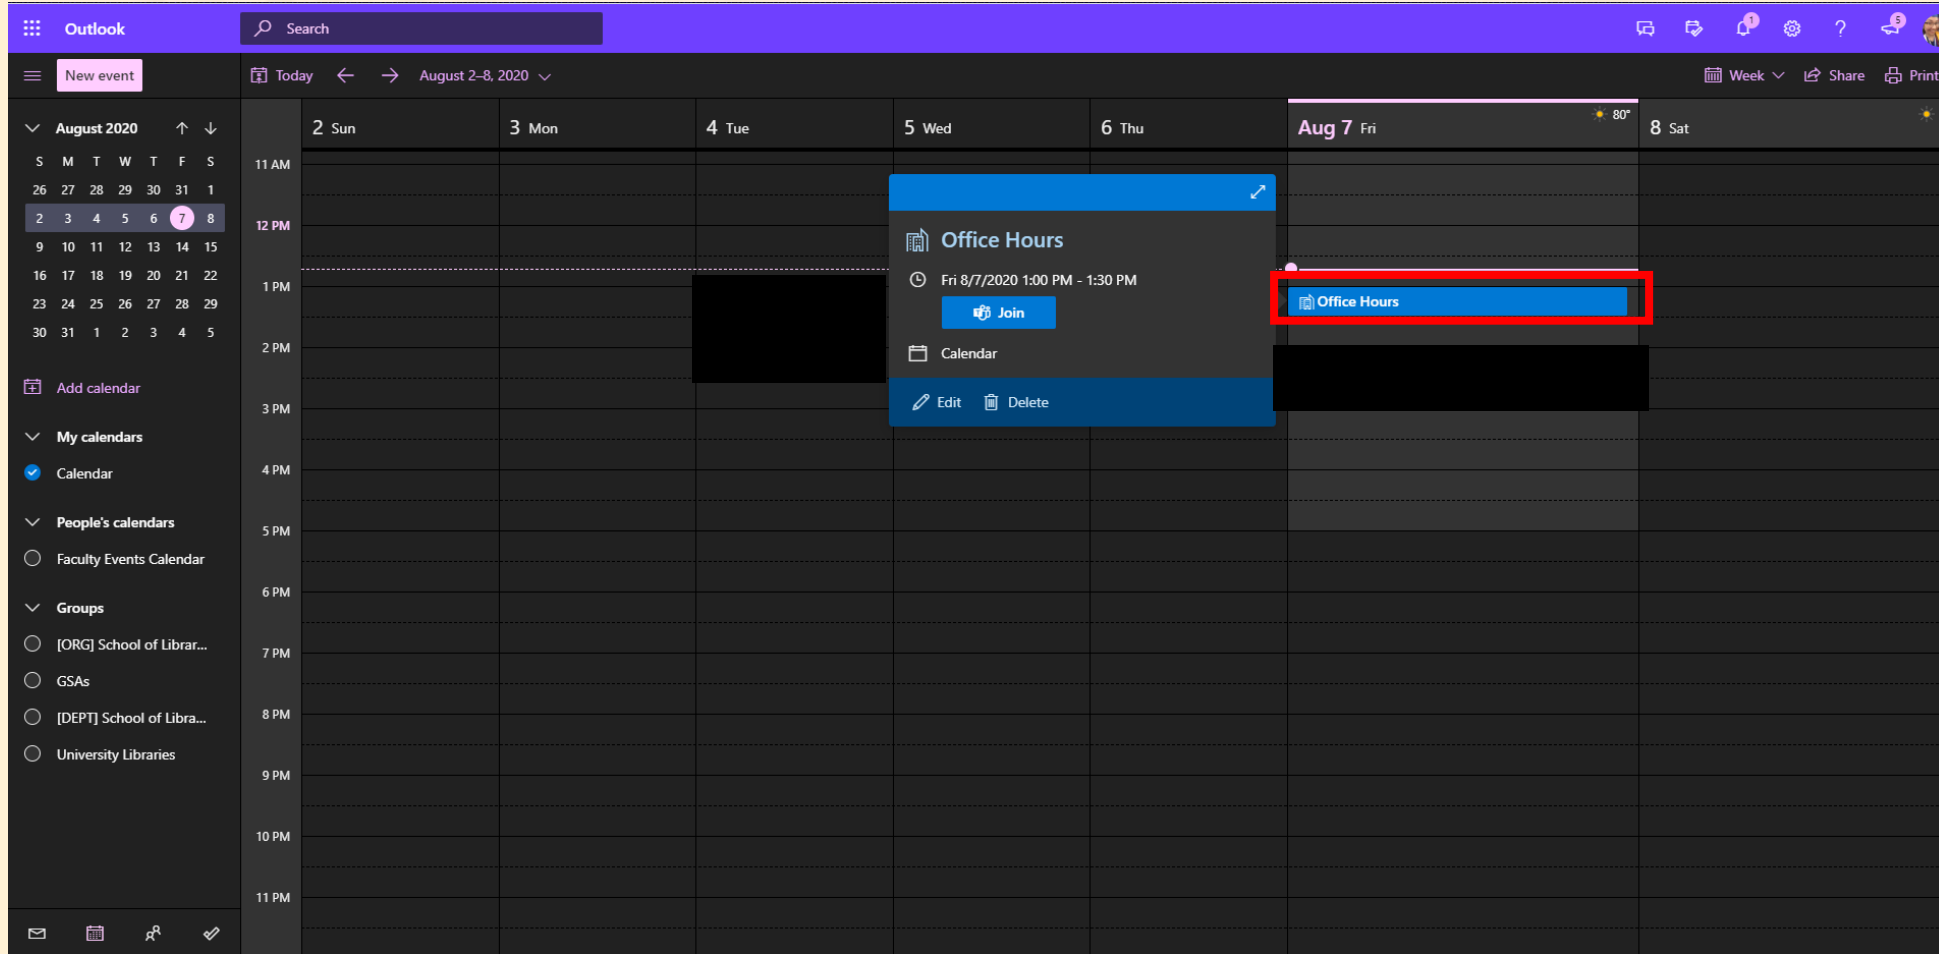 Outlook
Search
1
?
5
New event
Today
August 2–8, 2020
Week
Share
Print
August 2020
S M T W T F S
26 27 28 29 30 31 1
2 3 4 5 6 7 8
9 10 11 12 13 14 15
16 17 18 19 20 21 22
23 24 25 26 27 28 29
30 31 1 2 3 4 5
Add calendar
My calendars
Calendar
People's calendars
Faculty Events Calendar
Groups
[ORG] School of Librar...
GSAs
[DEPT] School of Libra...
University Libraries
2 Sun
3 Mon
4 Tue
5 Wed
6 Thu
Aug 7 Fri
80°
8 Sat
11 AM
12 PM
1 PM
2 PM
3 PM
4 PM
5 PM
6 PM
7 PM
8 PM
9 PM
10 PM
11 PM
Office Hours
Fri 8/7/2020 1:00 PM - 1:30 PM
Join
Calendar
Edit
Delete
Office Hours